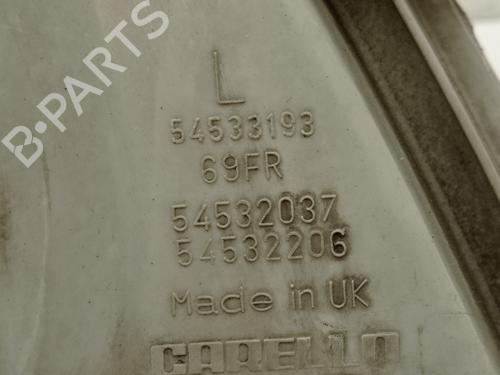 B-PARTS
L
54533193
69FR
54532037
54532206
Made in UK
CARELLO